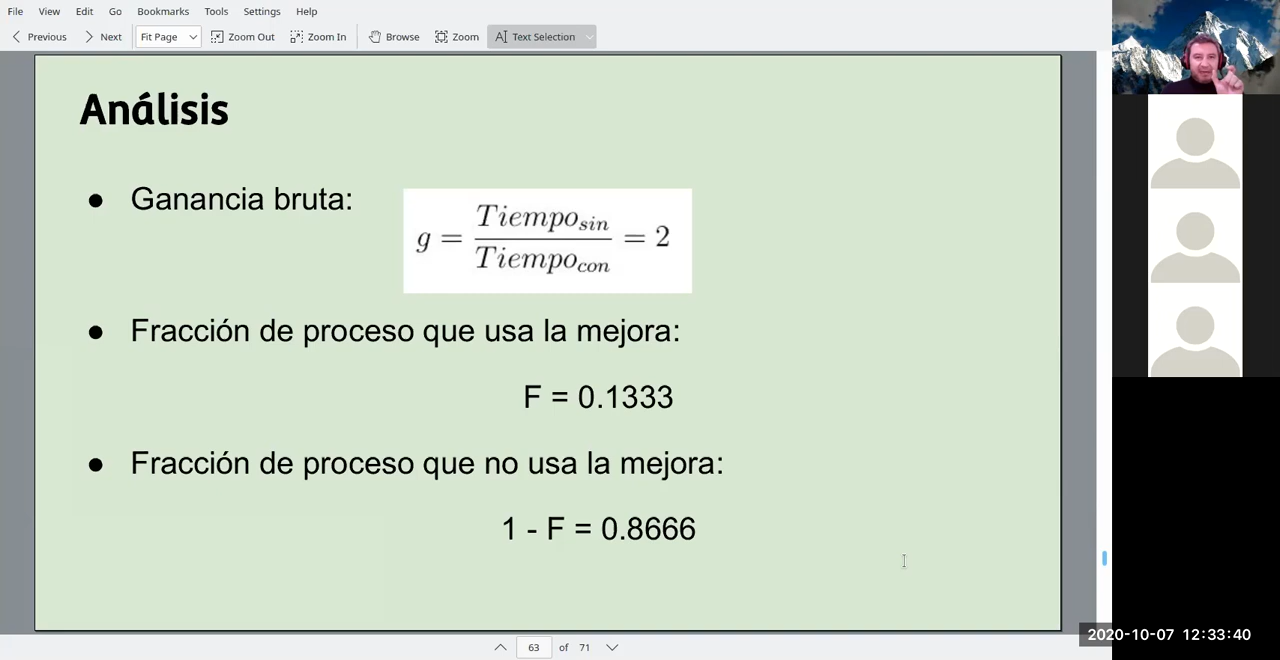 File View Edit Go Bookmarks Tools Settings Help
Previous Next Fit Page Zoom Out Zoom In Browse Zoom Text Selection
Análisis
● Ganancia bruta:
g = Tiempo_sin / Tiempo_con = 2
● Fracción de proceso que usa la mejora:
F = 0.1333
● Fracción de proceso que no usa la mejora:
1 - F = 0.8666
63 of 71
2020-10-07 12:33:40